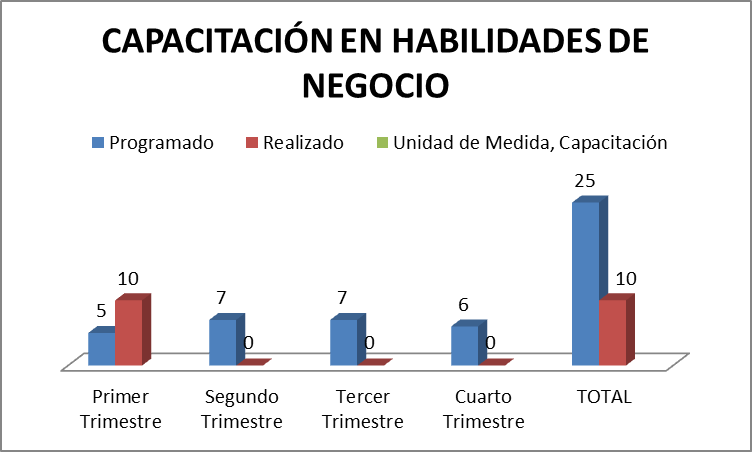 CAPACITACIÓN EN HABILIDADES DE
NEGOCIO
Programado Realizado Unidad de Medida, Capacitación
5 10 7 0 7 0 6 0 25 10
Primer Trimestre
Segundo Trimestre
Tercer Trimestre
Cuarto Trimestre
TOTAL